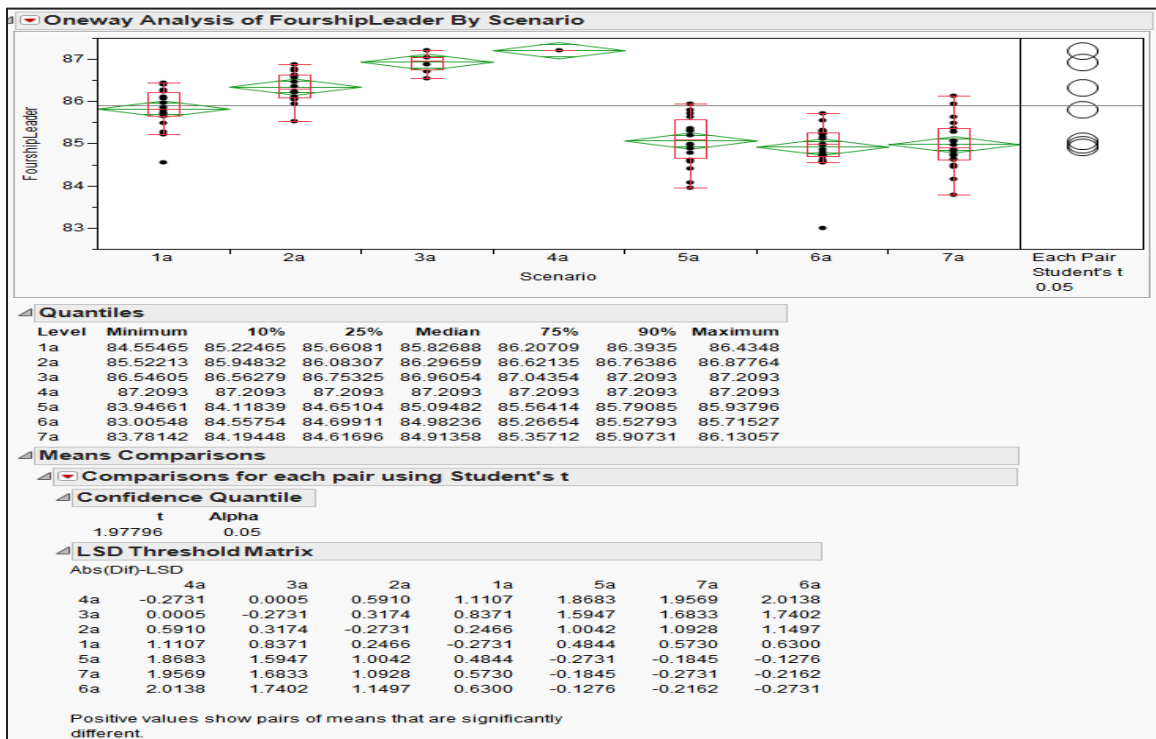 Oneway Analysis of FourshipLeader By Scenario
FourshipLeader
87
86
85
84
83
1a 2a 3a 4a 5a 6a 7a
Scenario
Each Pair
Student's t
0.05
Quantiles
Level Minimum 10% 25% Median 75% 90% Maximum
1a 84.55465 85.22465 85.66081 85.82688 86.20709 86.3935 86.4348
2a 85.52213 85.94832 86.08307 86.29659 86.62135 86.76386 86.87764
3a 86.54605 86.56279 86.75325 86.96054 87.04354 87.2093 87.2093
4a 87.2093 87.2093 87.2093 87.2093 87.2093 87.2093 87.2093
5a 83.94661 84.11839 84.65104 85.09482 85.56414 85.79085 85.93796
6a 83.00548 84.55754 84.69911 84.98236 85.26654 85.52793 85.71527
7a 83.78142 84.19448 84.61696 84.91358 85.35712 85.90731 86.13057
Means Comparisons
Comparisons for each pair using Student's t
Confidence Quantile
t Alpha
1.97796 0.05
LSD Threshold Matrix
Abs(Dif)-LSD
4a 3a 2a 1a 5a 7a 6a
4a -0.2731 0.0005 0.5910 1.1107 1.8683 1.9569 2.0138
3a 0.0005 -0.2731 0.3174 0.8371 1.5947 1.6833 1.7402
2a 0.5910 0.3174 -0.2731 0.2466 1.0042 1.0928 1.1497
1a 1.1107 0.8371 0.2466 -0.2731 0.4844 0.5730 0.6300
5a 1.8683 1.5947 1.0042 0.4844 -0.2731 -0.1845 -0.1276
7a 1.9569 1.6833 1.0928 0.5730 -0.1845 -0.2731 -0.2162
6a 2.0138 1.7402 1.1497 0.6300 -0.1276 -0.2162 -0.2731
Positive values show pairs of means that are significantly
different.